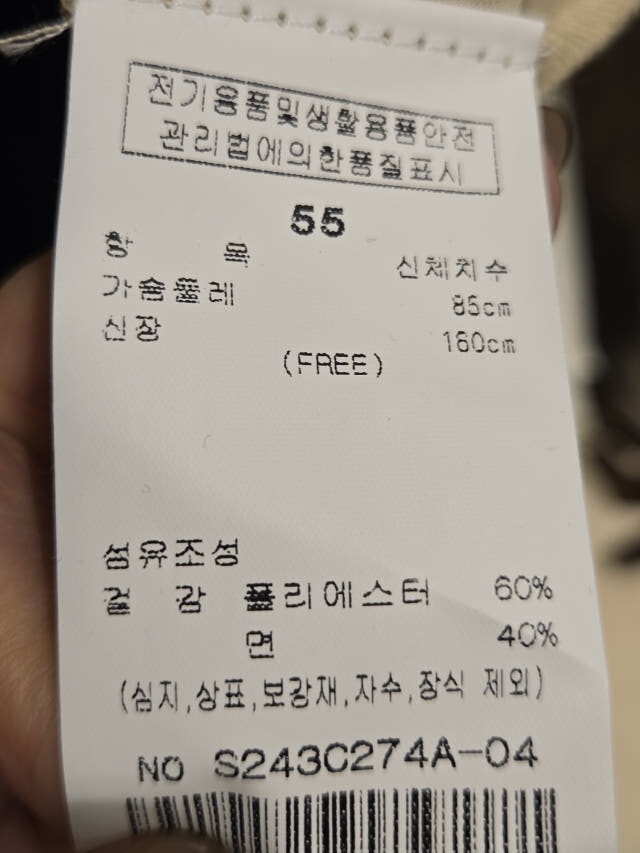 전기용품및생활용품안전
관리법에의한품질표시
55
항 목 신체치수
가슴둘레 85cm
신장 160cm
(FREE)
섬유조성
겉 감 폴리에스터 60%
면 40%
(심지,상표,보강재,자수,장식 제외)
NO S243C274A-04